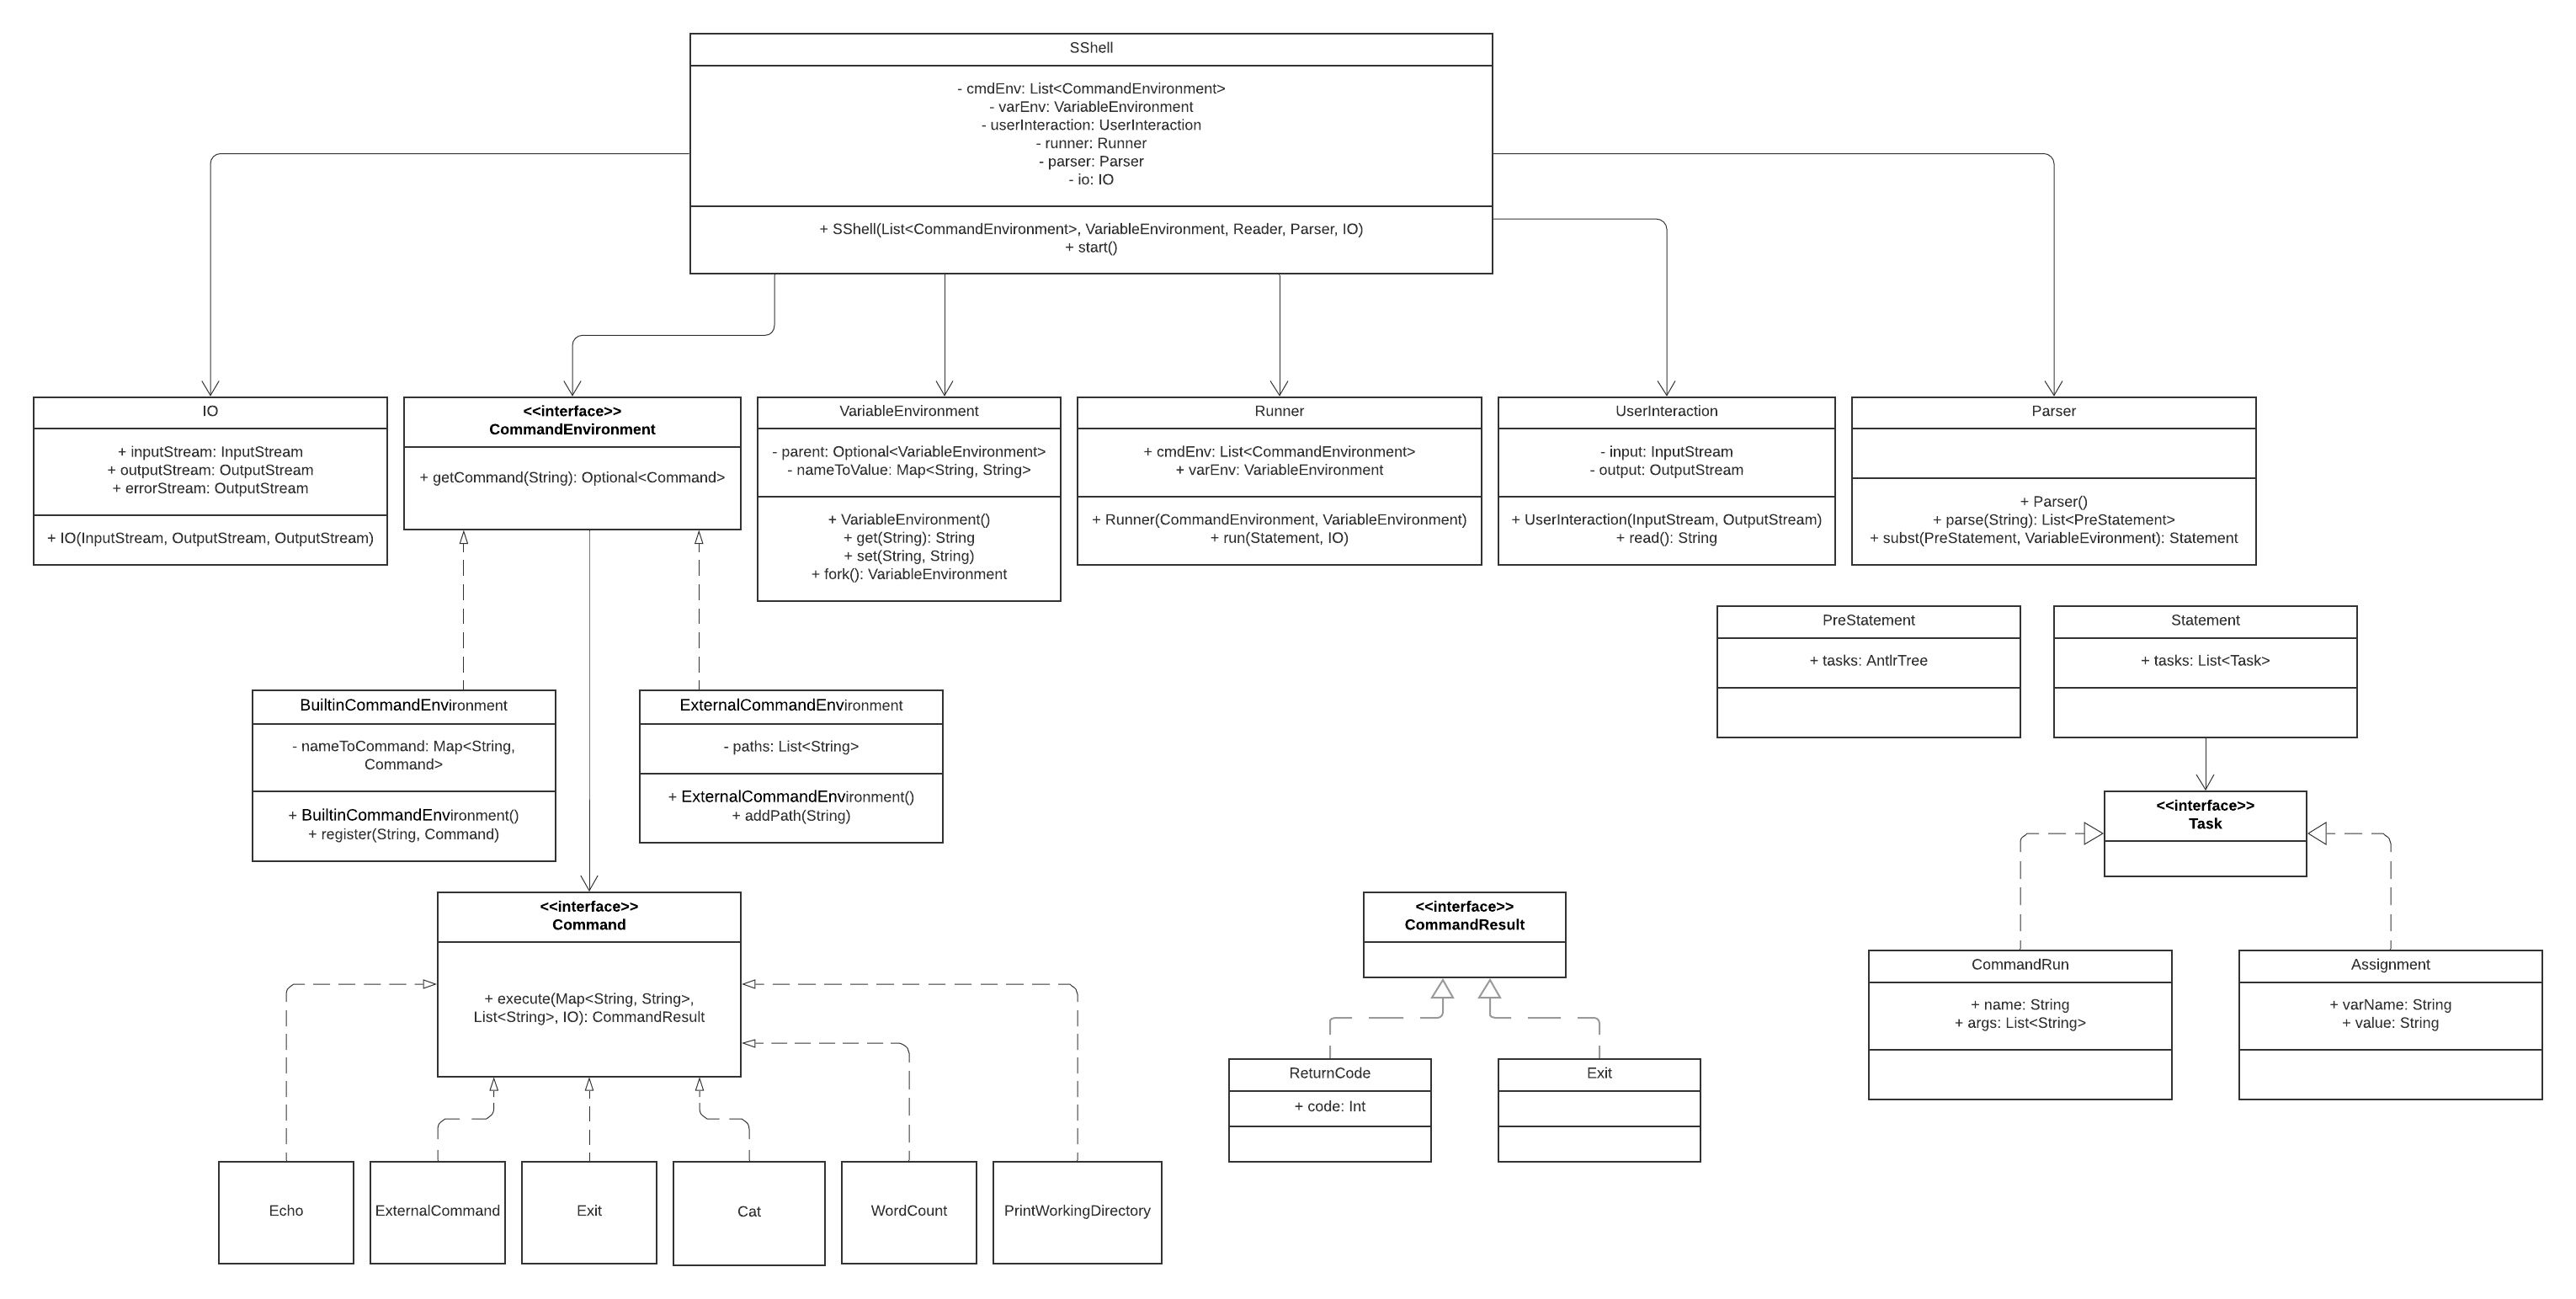 SShell
- cmdEnv: List<CommandEnvironment>
- varEnv: VariableEnvironment
- userInteraction: UserInteraction
- runner: Runner
- parser: Parser
- io: IO
+ SShell(List<CommandEnvironment>, VariableEnvironment, Reader, Parser, IO)
+ start()
IO
+ inputStream: InputStream
+ outputStream: OutputStream
+ errorStream: OutputStream
+ IO(InputStream, OutputStream, OutputStream)
<<interface>>
CommandEnvironment
+ getCommand(String): Optional<Command>
VariableEnvironment
- parent: Optional<VariableEnvironment>
- nameToValue: Map<String, String>
+ VariableEnvironment()
+ get(String): String
+ set(String, String)
+ fork(): VariableEnvironment
Runner
+ cmdEnv: List<CommandEnvironment>
+ varEnv: VariableEnvironment
+ Runner(CommandEnvironment, VariableEnvironment)
+ run(Statement, IO)
UserInteraction
- input: InputStream
- output: OutputStream
+ UserInteraction(InputStream, OutputStream)
+ read(): String
Parser
+ Parser()
+ parse(String): List<PreStatement>
+ subst(PreStatement, VariableEvironment): Statement
PreStatement
+ tasks: AntlrTree
Statement
+ tasks: List<Task>
BuiltinCommandEnvironment
- nameToCommand: Map<String,
Command>
+ BuiltinCommandEnvironment()
+ register(String, Command)
ExternalCommandEnvironment
- paths: List<String>
+ ExternalCommandEnvironment()
+ addPath(String)
<<interface>>
Task
<<interface>>
Command
+ execute(Map<String, String>,
List<String>, IO): CommandResult
<<interface>>
CommandResult
CommandRun
+ name: String
+ args: List<String>
Assignment
+ varName: String
+ value: String
ReturnCode
+ code: Int
Exit
Echo
ExternalCommand
Exit
Cat
WordCount
PrintWorkingDirectory